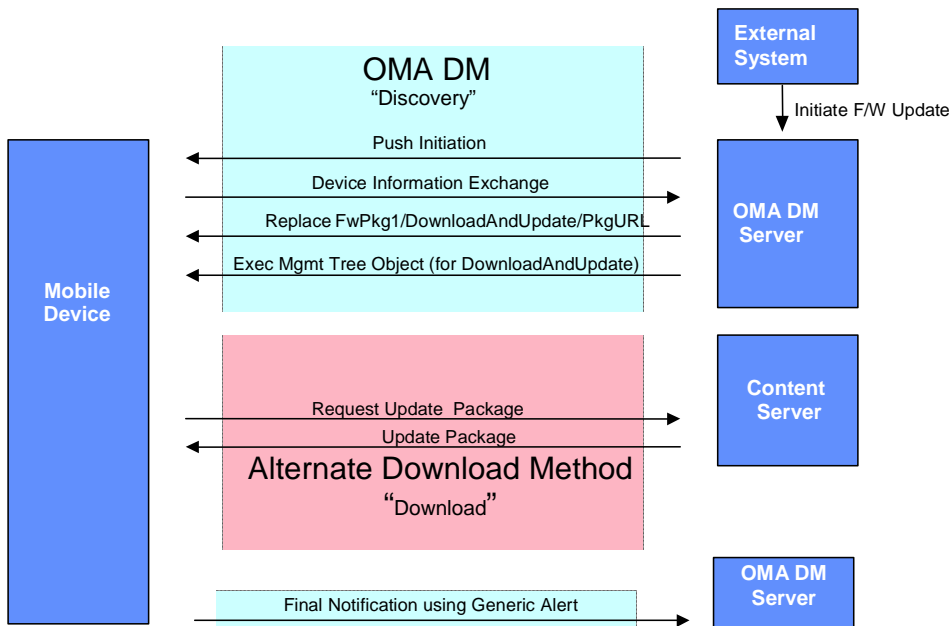 External
System
OMA DM
“Discovery”
Initiate F/W Update
Push Initiation
Device Information Exchange
OMA DM
Server
Replace FwPkg1/DownloadAndUpdate/PkgURL
Exec Mgmt Tree Object (for DownloadAndUpdate)
Mobile
Device
Content
Server
Request Update Package
Update Package
Alternate Download Method
“Download”
OMA DM
Server
Final Notification using Generic Alert